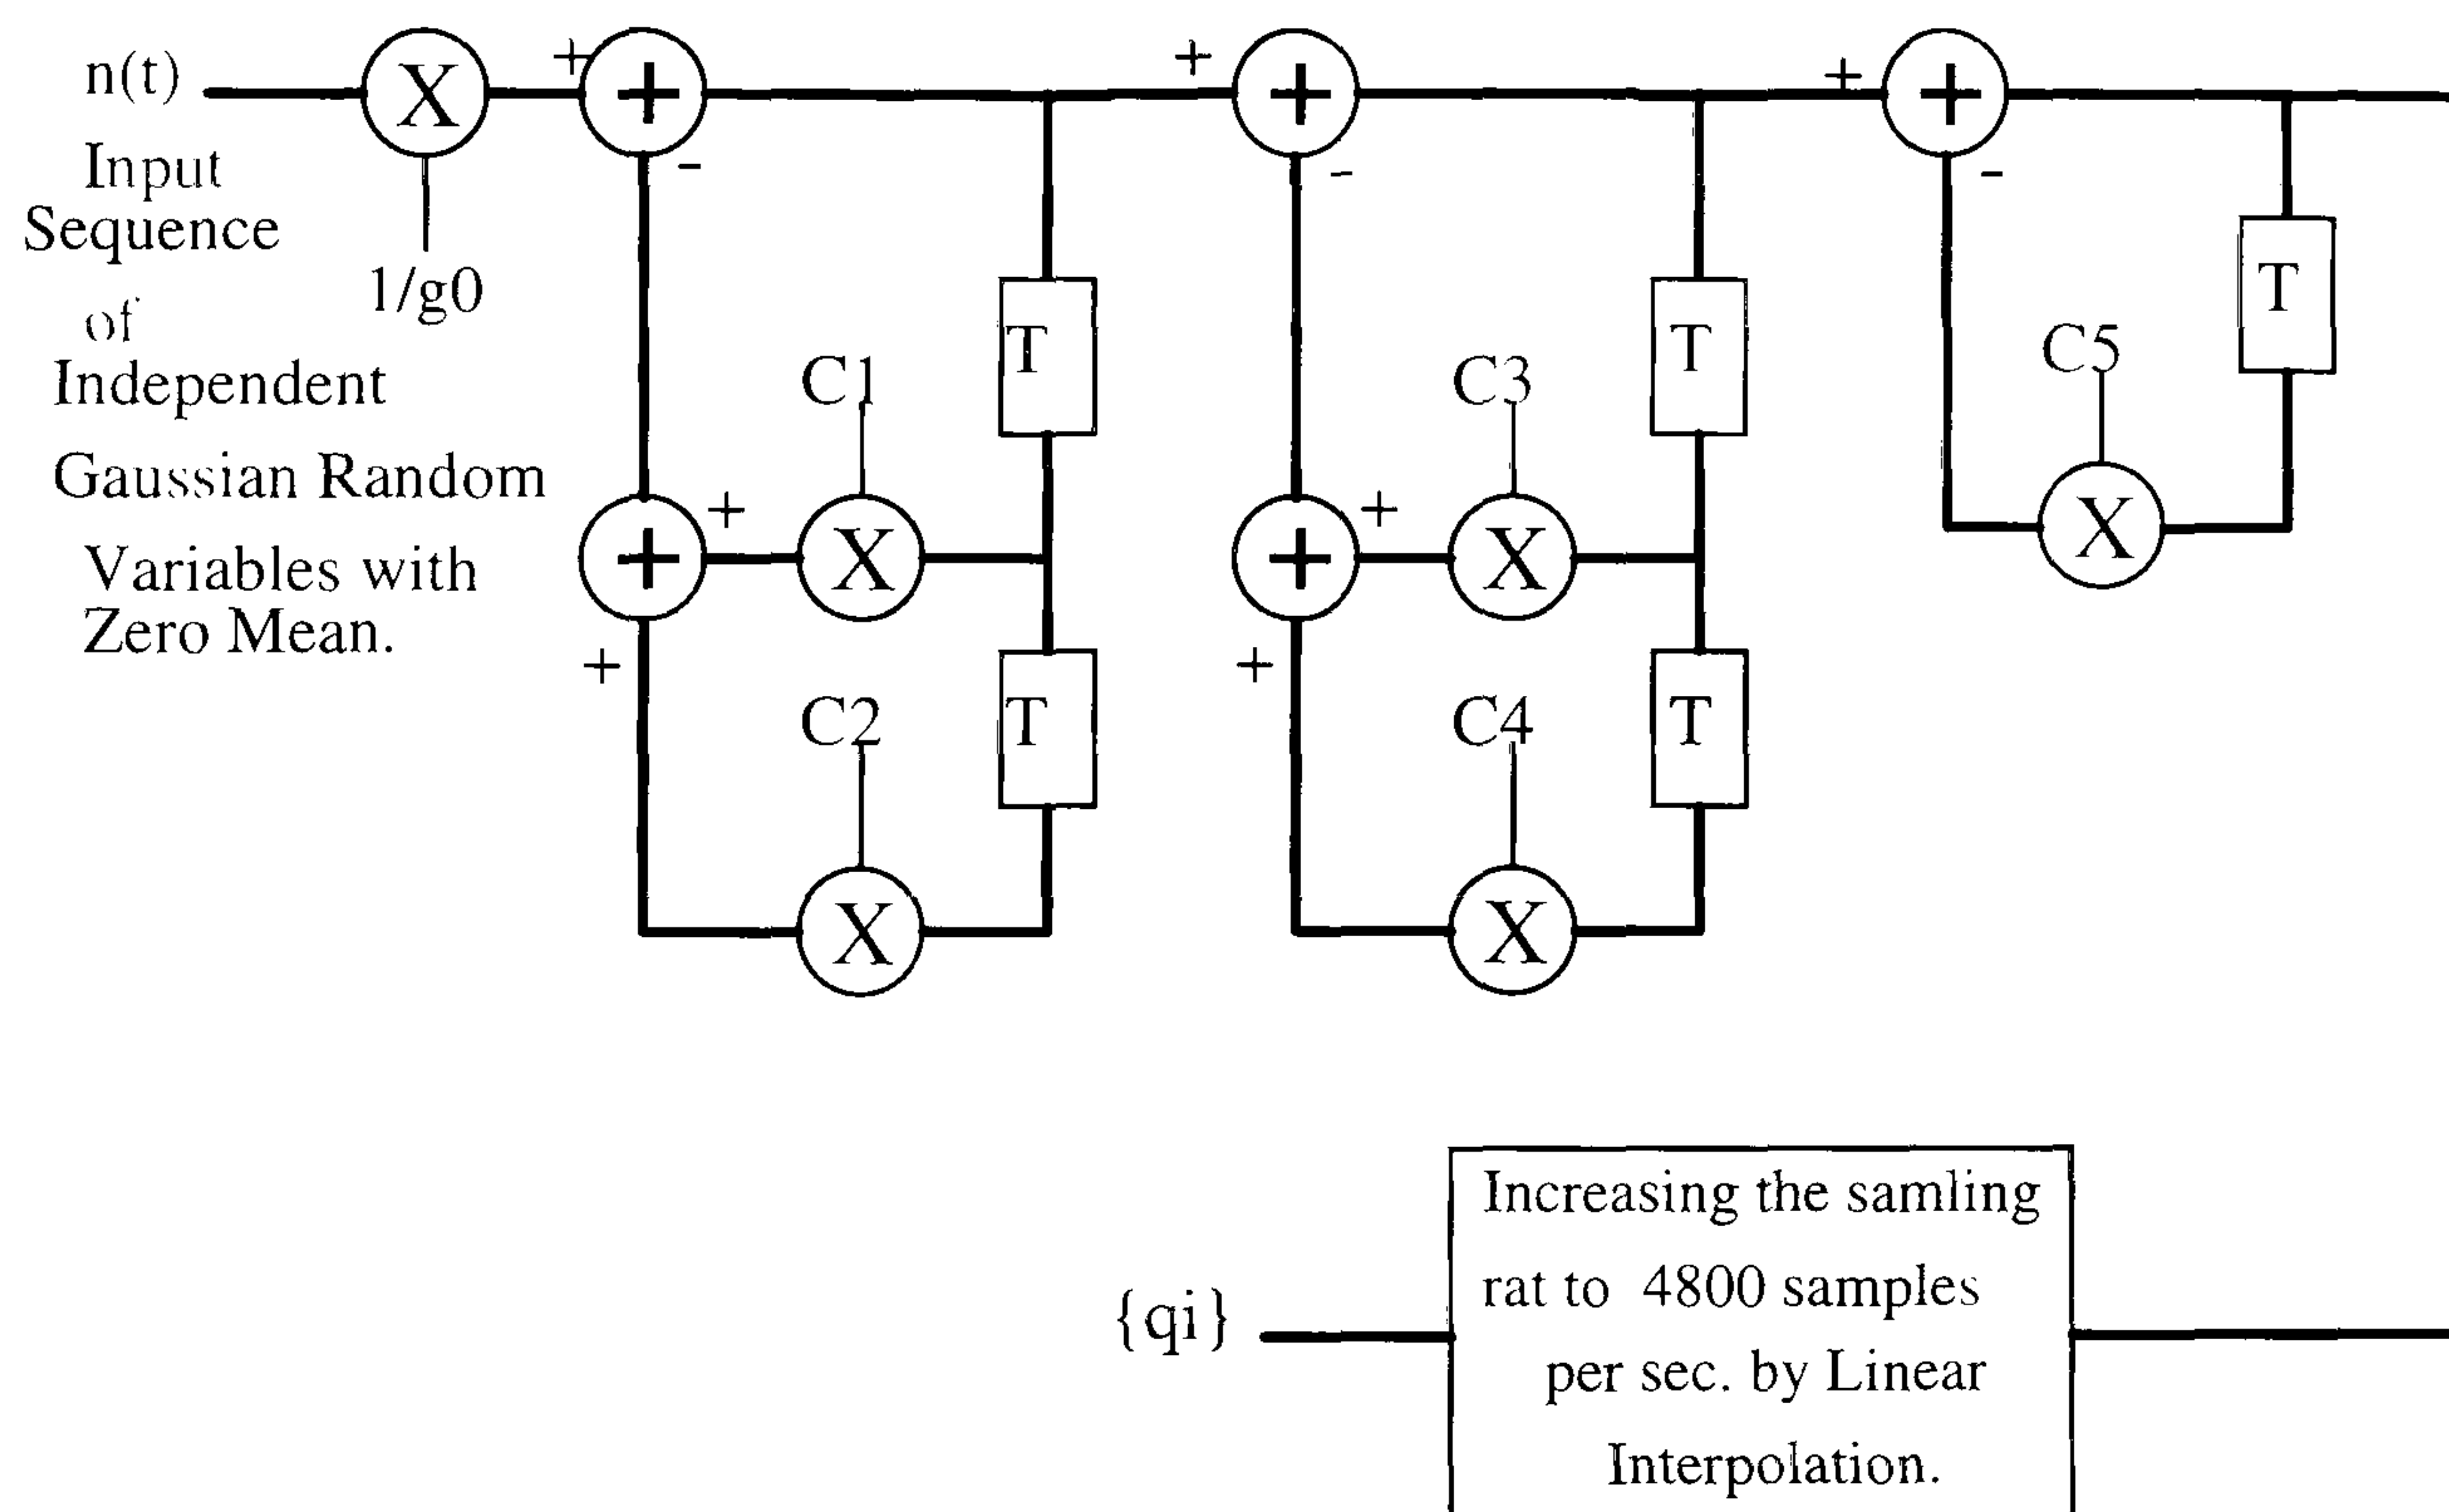 n(t)
Input
Sequence
of
Independent
Gaussian Random
Variables with
Zero Mean.
X
1/g0
+
+
-
T
C1
+
+
X
+
T
C2
X
+
+
-
T
C3
+
+
X
+
T
C4
X
+
+
-
T
C5
X
{qi}
Increasing the samling
rat to 4800 samples
per sec. by Linear
Interpolation.